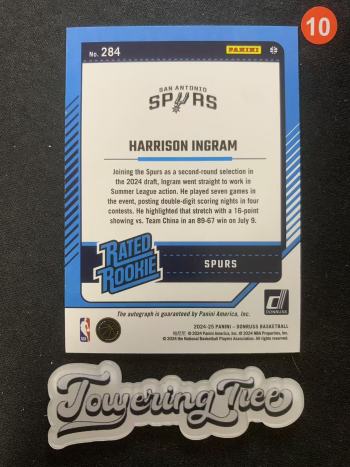 10
No. 284
PANINI
SAN ANTONIO
SPURS
HARRISON INGRAM
Joining the Spurs as a second-round selection in
the 2024 draft, Ingram went straight to work in
Summer League action. He played seven games in
the event, posting double-digit scoring nights in four
contests. He highlighted that stretch with a 16-point
showing vs. Team China in an 89-67 win on July 9.
RATED
ROOKIE
SPURS
DONRUSS
The autograph is guaranteed by Panini America, Inc.
NBA
2024-25 PANINI – DONRUSS BASKETBALL
© 2024 Panini America, Inc. © 2024 NBA Properties, Inc.
© 2024 the National Basketball Players Association. All rights reserved.
Towering Tree